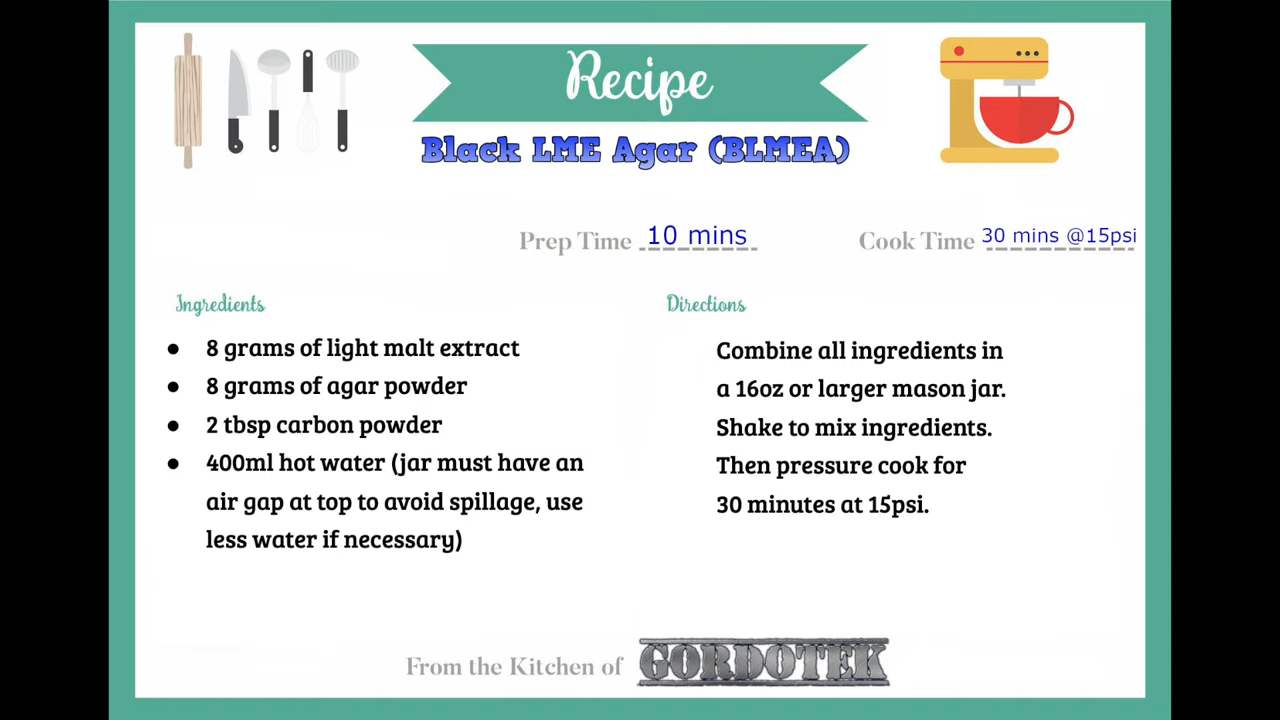 Recipe
Black LME Agar (BLMEA)
Prep Time 10 mins
Cook Time 30 mins @15psi
Ingredients
● 8 grams of light malt extract
● 8 grams of agar powder
● 2 tbsp carbon powder
● 400ml hot water (jar must have an
air gap at top to avoid spillage, use
less water if necessary)
Directions
Combine all ingredients in
a 16oz or larger mason jar.
Shake to mix ingredients.
Then pressure cook for
30 minutes at 15psi.
From the Kitchen of GORDOTEK